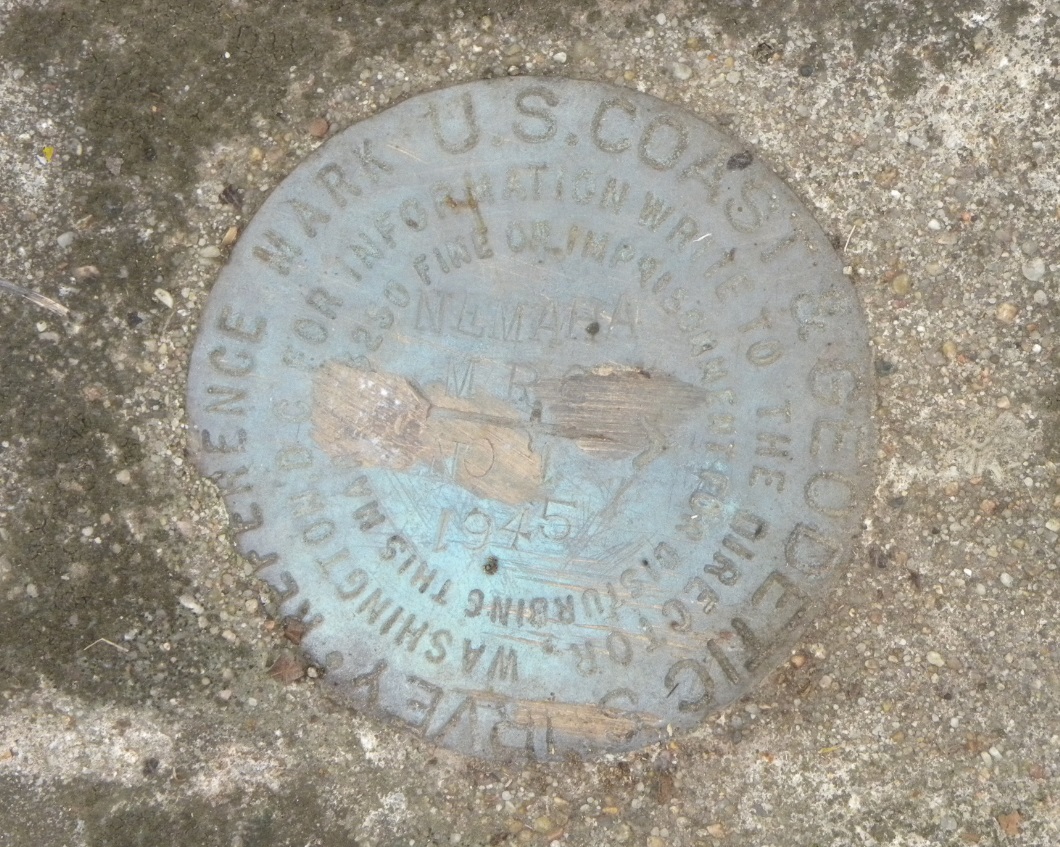 U.S. COAST & GEODETIC SURVEY. REFERENCE MARK
FOR INFORMATION WRITE TO THE DIRECTOR, WASHINGTON, D.C.
$250 FINE OR IMPRISONMENT FOR DISTURBING THIS MARK
NEMAHA
M.R.
1945